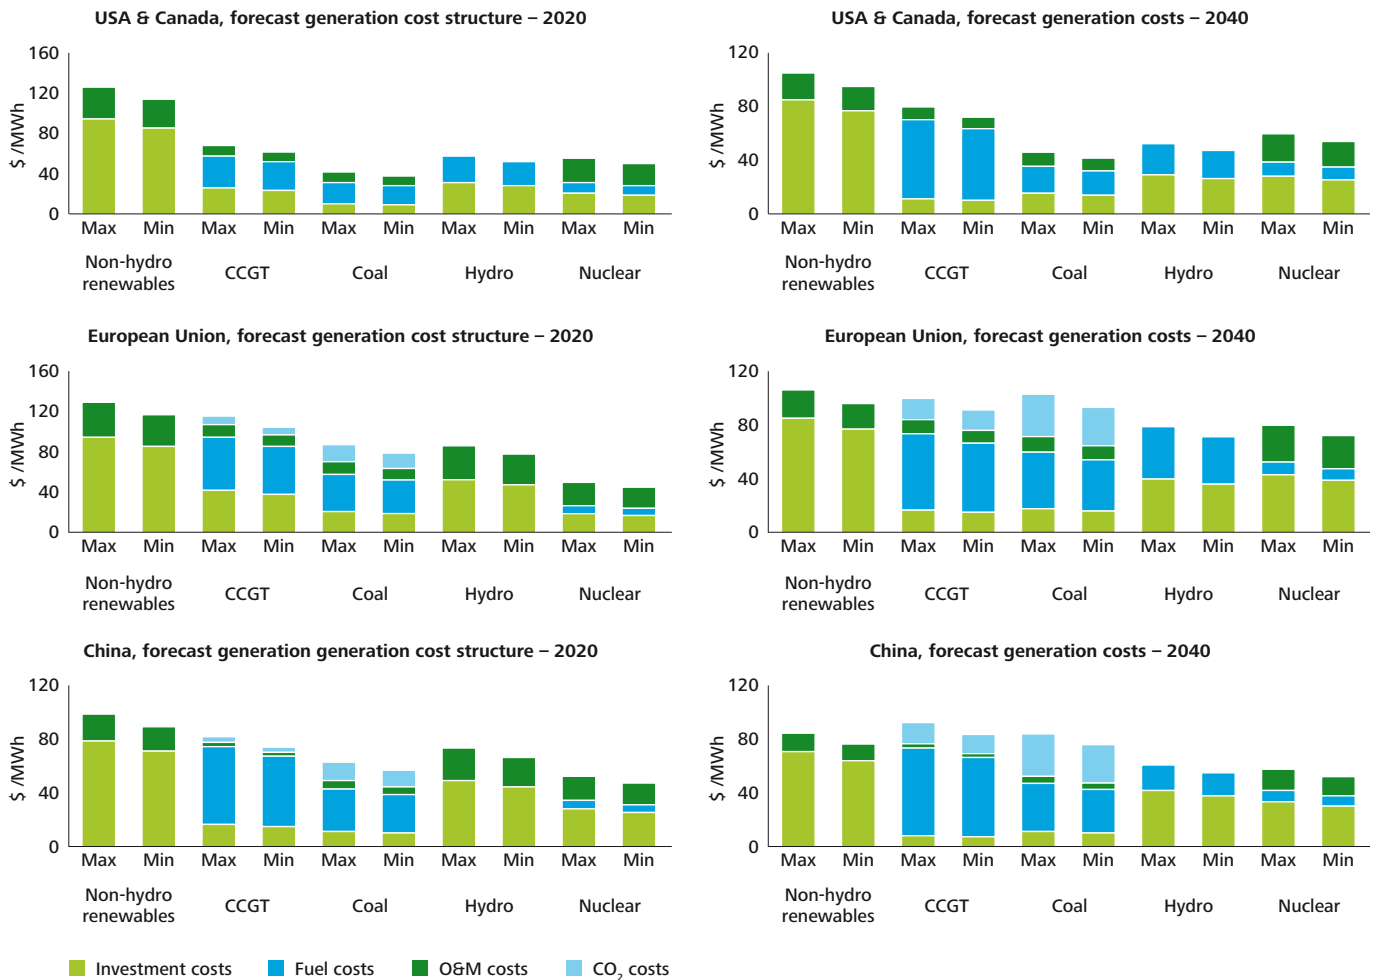 USA & Canada, forecast generation cost structure – 2020
160
120
80
40
0
$ /MWh
Max Min Max Min Max Min Max Min Max Min
Non-hydro
renewables
CCGT Coal Hydro Nuclear
USA & Canada, forecast generation costs – 2040
120
80
40
0
$ /MWh
Max Min Max Min Max Min Max Min Max Min
Non-hydro
renewables
CCGT Coal Hydro Nuclear
European Union, forecast generation cost structure – 2020
160
120
80
40
0
$ /MWh
Max Min Max Min Max Min Max Min Max Min
Non-hydro
renewables
CCGT Coal Hydro Nuclear
European Union, forecast generation costs – 2040
120
80
40
0
$ /MWh
Max Min Max Min Max Min Max Min Max Min
Non-hydro
renewables
CCGT Coal Hydro Nuclear
China, forecast generation generation cost structure – 2020
120
80
40
0
$ /MWh
Max Min Max Min Max Min Max Min Max Min
Non-hydro
renewables
CCGT Coal Hydro Nuclear
China, forecast generation costs – 2040
120
80
40
0
$ /MWh
Max Min Max Min Max Min Max Min Max Min
Non-hydro
renewables
CCGT Coal Hydro Nuclear
Investment costs Fuel costs O&M costs CO₂ costs